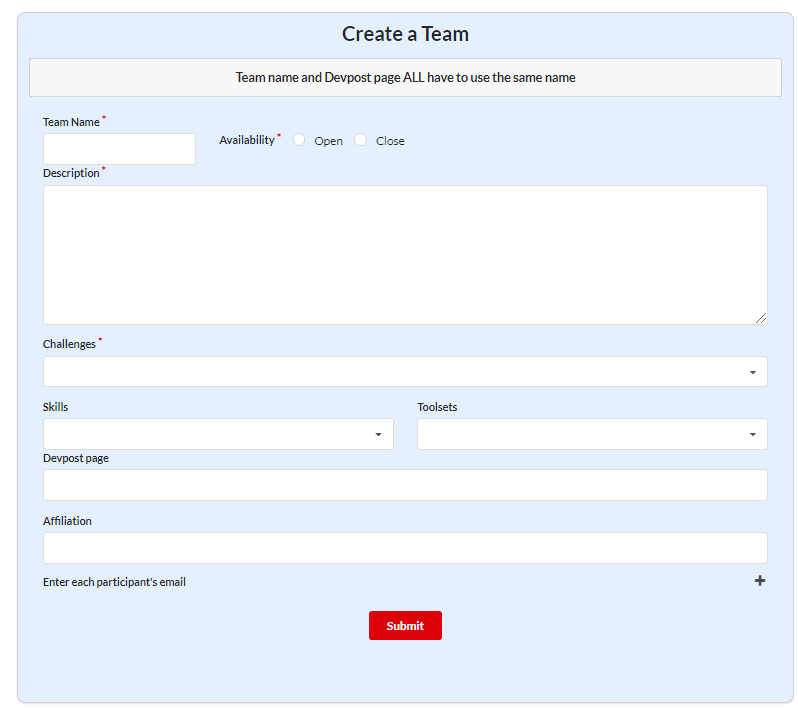 Create a Team
Team name and Devpost page ALL have to use the same name
Team Name *
Availability * Open Close
Description *
Challenges *
Skills Toolsets
Devpost page
Affiliation
Enter each participant's email
Submit